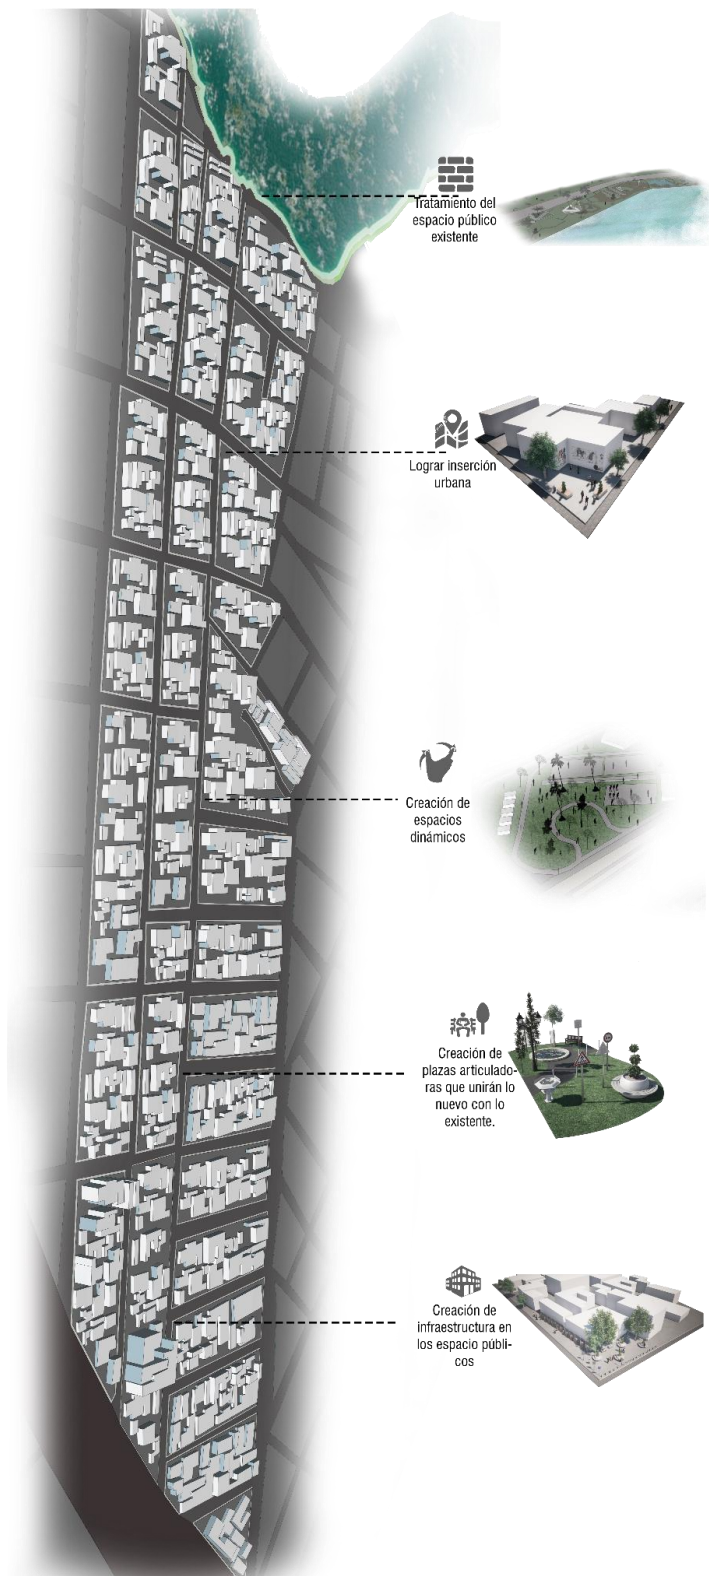 Tratamiento del
espacio público
existente
Lograr inserción
urbana
Creación de
espacios
dinámicos
Creación de
plazas articulado-
ras que unirán lo
nuevo con lo
existente.
Creación de
infraestructura en
los espacio públi-
cos